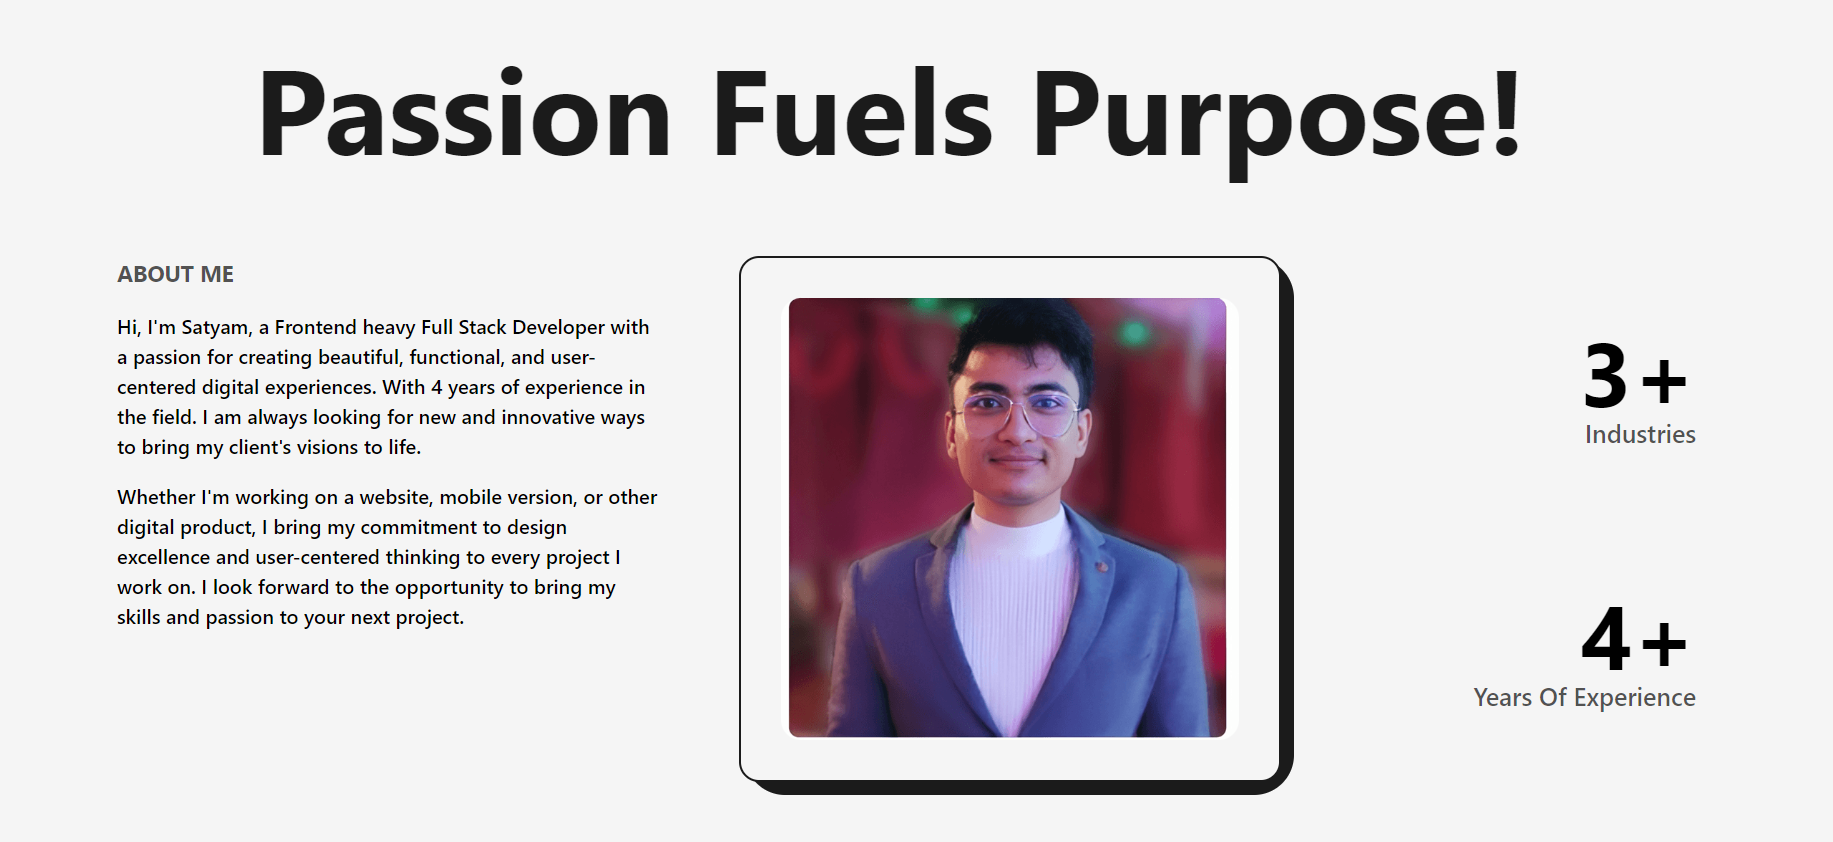 Passion Fuels Purpose!
ABOUT ME
Hi, I'm Satyam, a Frontend heavy Full Stack Developer with
a passion for creating beautiful, functional, and user-
centered digital experiences. With 4 years of experience in
the field. I am always looking for new and innovative ways
to bring my client's visions to life.
Whether I'm working on a website, mobile version, or other
digital product, I bring my commitment to design
excellence and user-centered thinking to every project I
work on. I look forward to the opportunity to bring my
skills and passion to your next project.
3+
Industries
4+
Years Of Experience